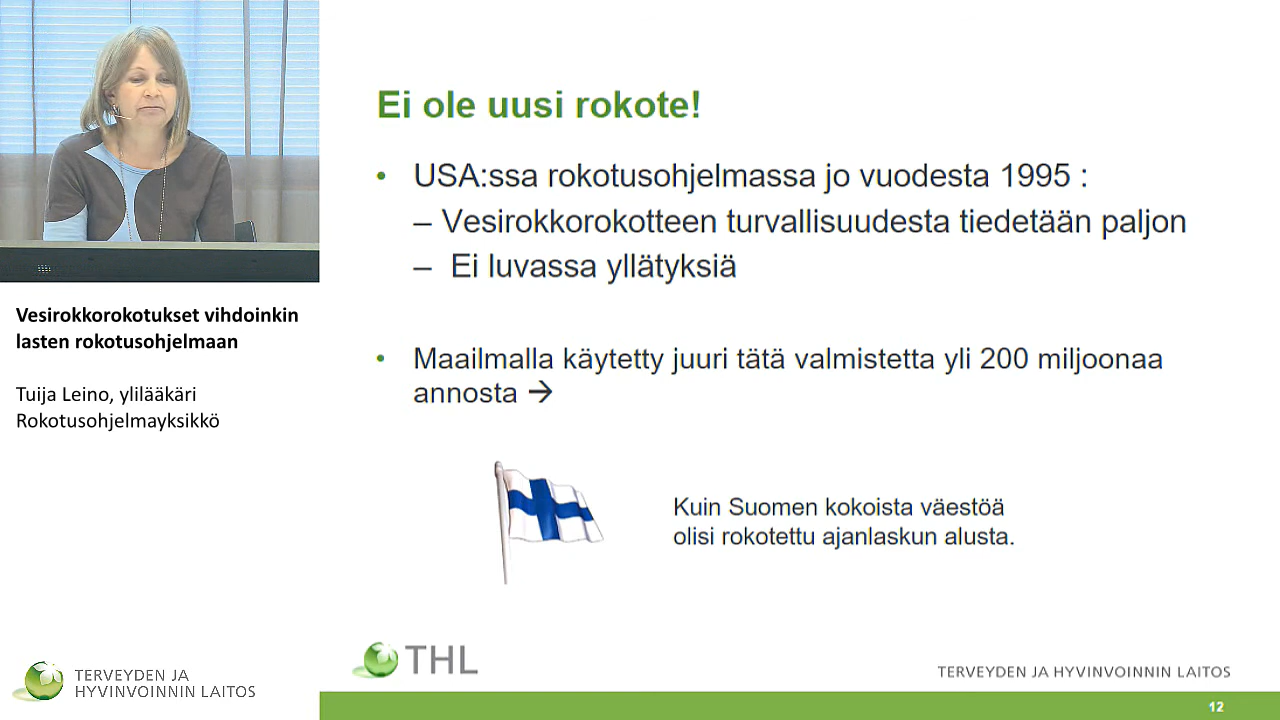 Ei ole uusi rokote!
• USA:ssa rokotusohjelmassa jo vuodesta 1995 :
– Vesirokkorokotteen turvallisuudesta tiedetään paljon
– Ei luvassa yllätyksiä
• Maailmalla käytetty juuri tätä valmistetta yli 200 miljoonaa
annosta →
Kuin Suomen kokoista väestöä
olisi rokotettu ajanlaskun alusta.
Vesirokkorokotukset vihdoinkin
lasten rokotusohjelmaan
Tuija Leino, ylilääkäri
Rokotusohjelmayksikkö
TERVEYDEN JA
HYVINVOINNIN LAITOS
THL
TERVEYDEN JA HYVINVOINNIN LAITOS
12